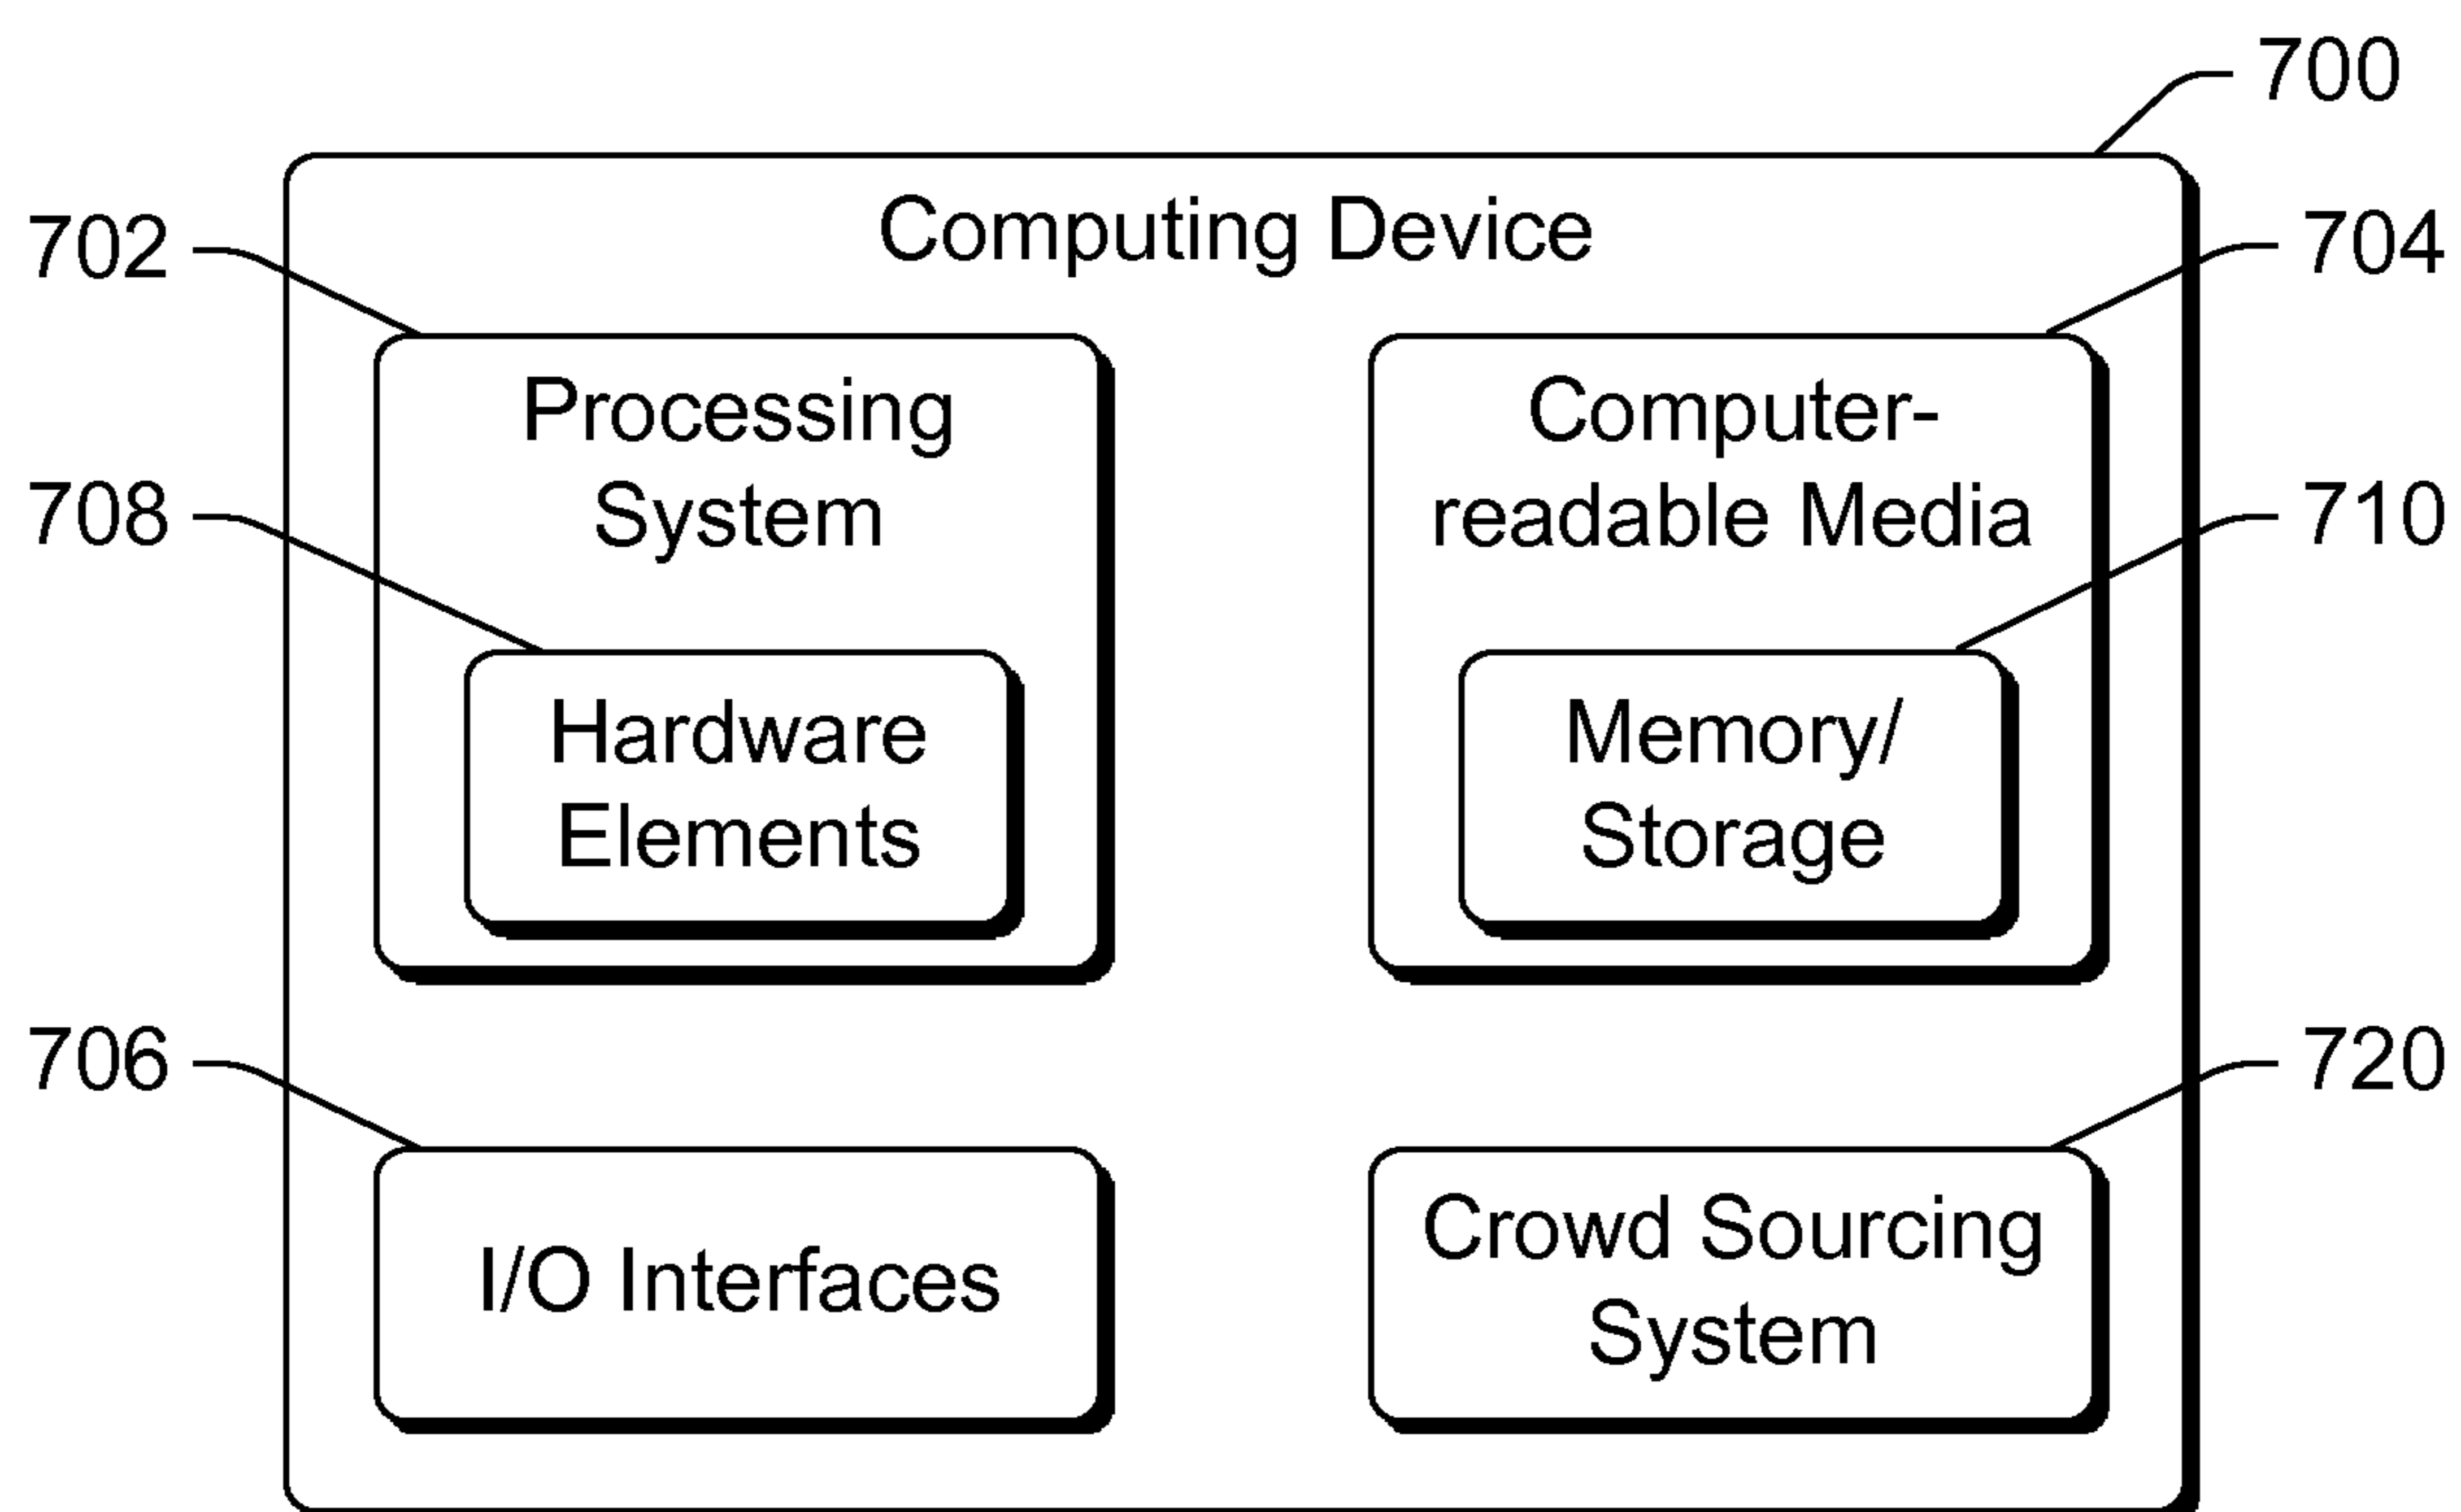 700
Computing Device
702
704
Processing
System
Computer-
readable Media
708
710
Hardware
Elements
Memory/
Storage
706
720
I/O Interfaces
Crowd Sourcing
System